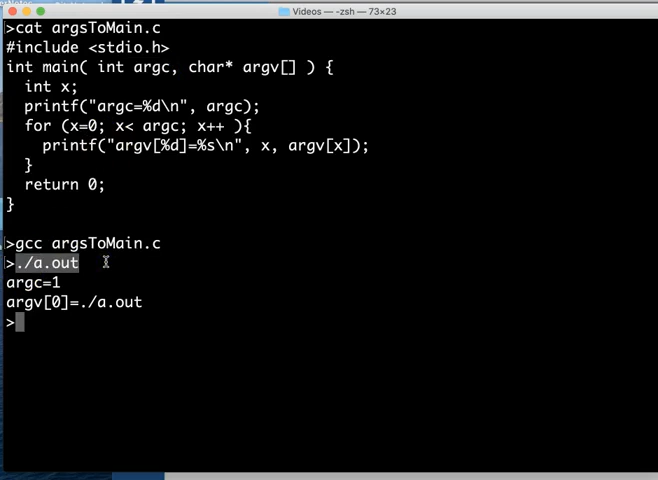 Videos — -zsh — 73×23
>cat argsToMain.c
#include <stdio.h>
int main( int argc, char* argv[] ) {
  int x;
  printf("argc=%d\n", argc);
  for (x=0; x< argc; x++ ){
    printf("argv[%d]=%s\n", x, argv[x]);
  }
  return 0;
}
>gcc argsToMain.c
>./a.out
argc=1
argv[0]=./a.out
>